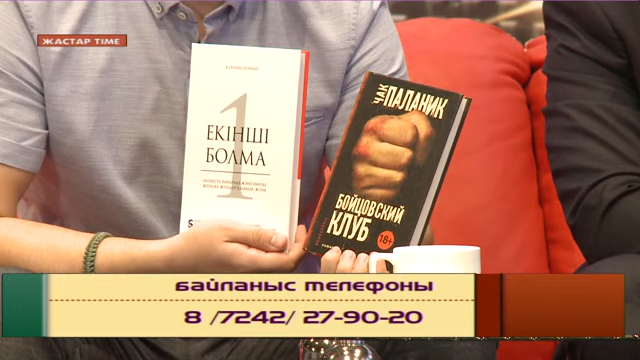 ЖАСТАР TIME
1
ЕКІНШІ
БОЛМА
ЧАК
ПАЛАНИК
БОЙЦОВСКИЙ
КЛУБ
18+
БАЙЛАНЫС ТЕЛЕФОНЫ
8 /7242/ 27-90-20